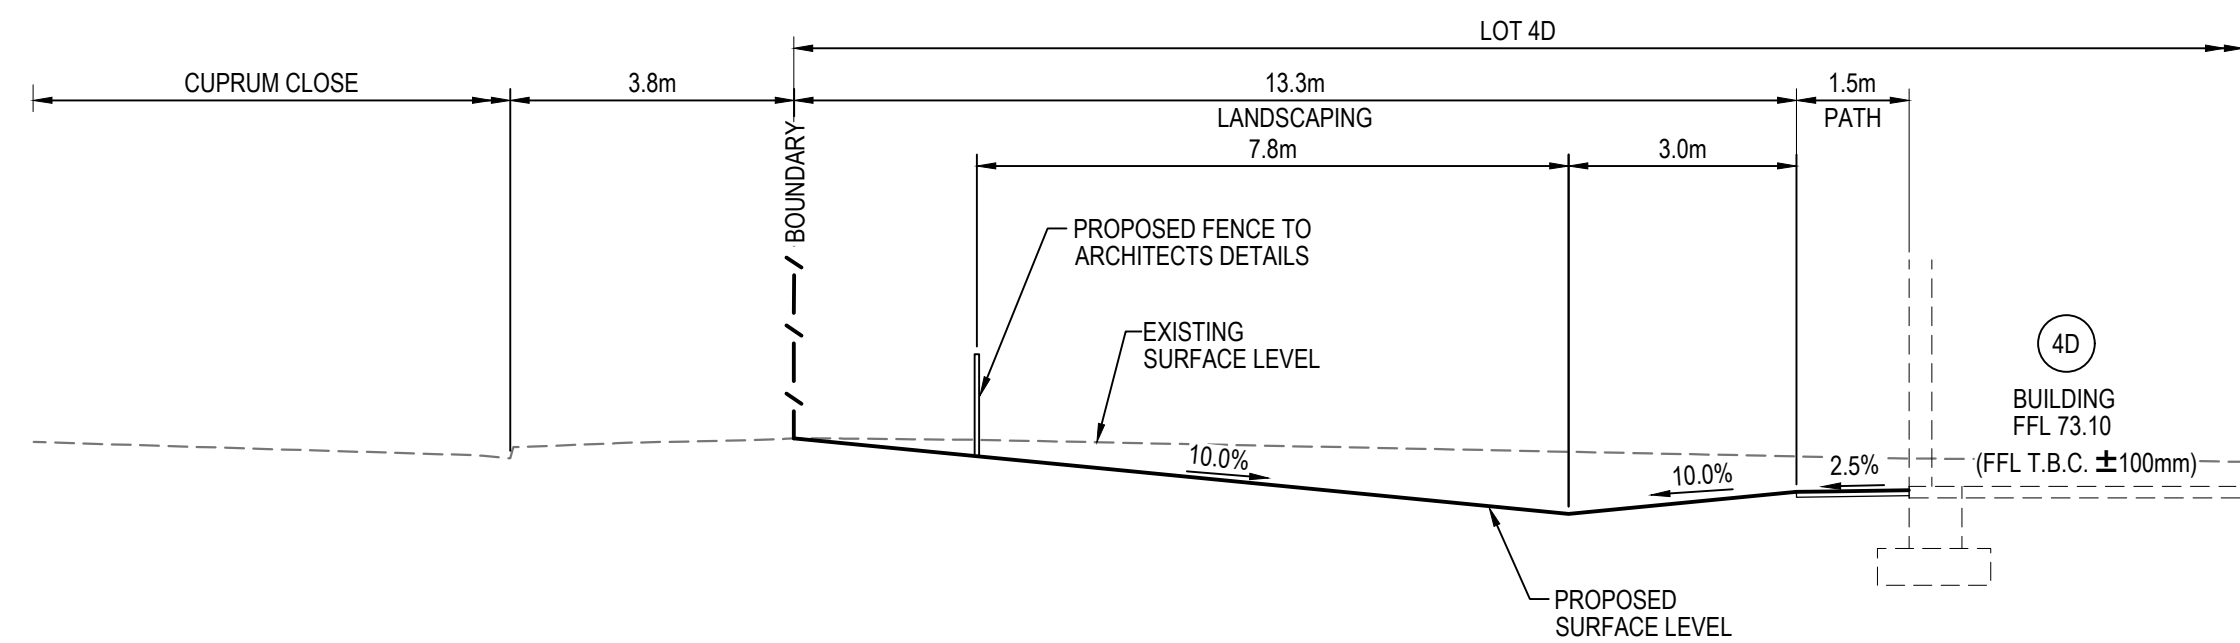 LOT 4D
CUPRUM CLOSE
3.8m
13.3m
1.5m
LANDSCAPING
PATH
7.8m
3.0m
BOUNDARY
PROPOSED FENCE TO
ARCHITECTS DETAILS
EXISTING
SURFACE LEVEL
4D
BUILDING
FFL 73.10
(FFL T.B.C. ±100mm)
10.0%
10.0%
2.5%
PROPOSED
SURFACE LEVEL